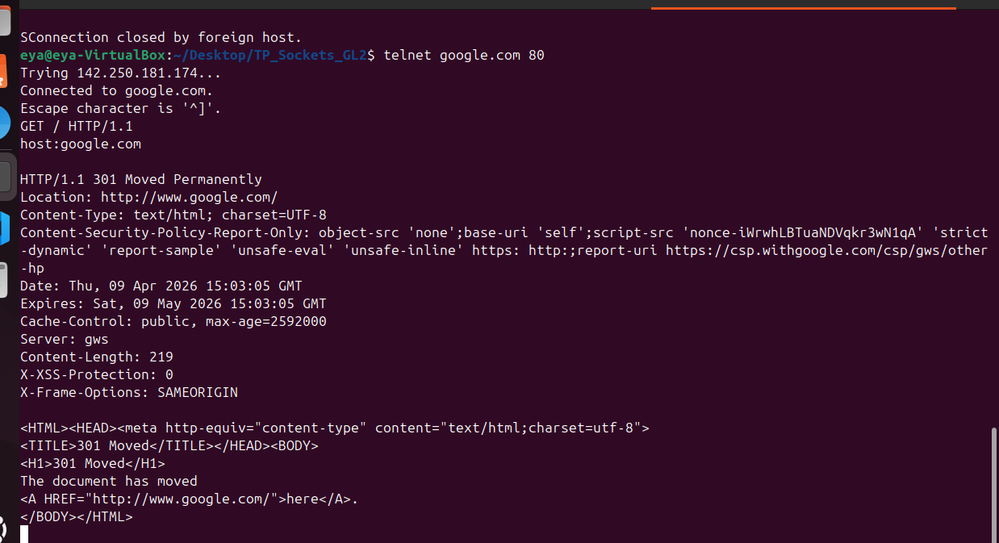 SConnection closed by foreign host.
eya@eya-VirtualBox:~/Desktop/TP_Sockets_GL2$ telnet google.com 80
Trying 142.250.181.174...
Connected to google.com.
Escape character is '^]'.
GET / HTTP/1.1
host:google.com
HTTP/1.1 301 Moved Permanently
Location: http://www.google.com/
Content-Type: text/html; charset=UTF-8
Content-Security-Policy-Report-Only: object-src 'none';base-uri 'self';script-src 'nonce-iWrwhLBTuaNDVqkr3wN1qA' 'strict
-dynamic' 'report-sample' 'unsafe-eval' 'unsafe-inline' https: http:;report-uri https://csp.withgoogle.com/csp/gws/other
-hp
Date: Thu, 09 Apr 2026 15:03:05 GMT
Expires: Sat, 09 May 2026 15:03:05 GMT
Cache-Control: public, max-age=2592000
Server: gws
Content-Length: 219
X-XSS-Protection: 0
X-Frame-Options: SAMEORIGIN
<HTML><HEAD><meta http-equiv="content-type" content="text/html;charset=utf-8">
<TITLE>301 Moved</TITLE></HEAD><BODY>
<H1>301 Moved</H1>
The document has moved
<A HREF="http://www.google.com/">here</A>.
</BODY></HTML>